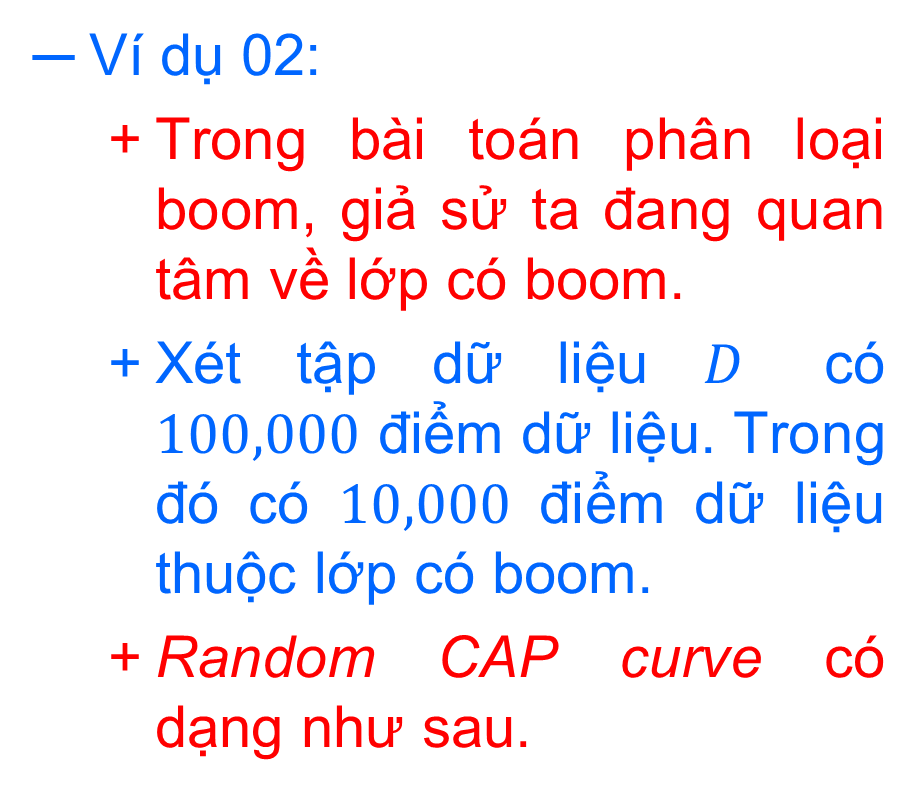 – Ví dụ 02:
+ Trong bài toán phân loại
boom, giả sử ta đang quan
tâm về lớp có boom.
+ Xét tập dữ liệu D có
100,000 điểm dữ liệu. Trong
đó có 10,000 điểm dữ liệu
thuộc lớp có boom.
+ Random CAP curve có
dạng như sau.